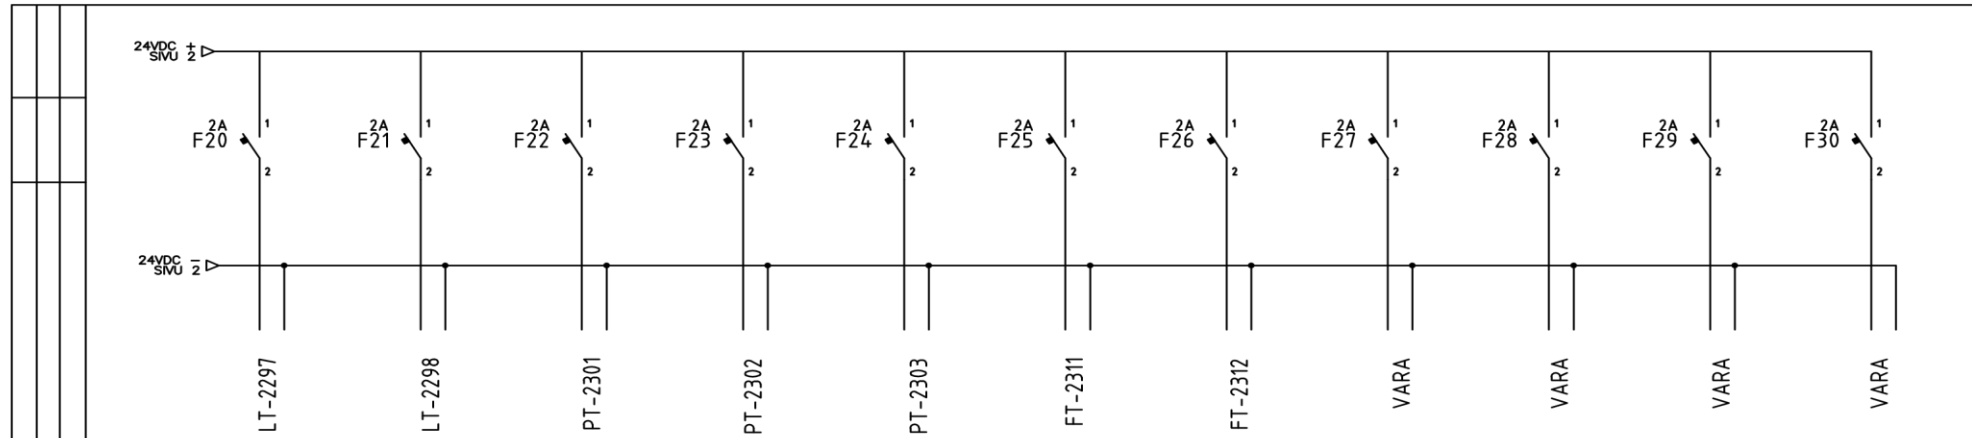 24VDC +
SIVU 2
2A 1
F20
2
2A 1
F21
2
2A 1
F22
2
2A 1
F23
2
2A 1
F24
2
2A 1
F25
2
2A 1
F26
2
2A 1
F27
2
2A 1
F28
2
2A 1
F29
2
2A 1
F30
2
24VDC -
SIVU 2
LT-2297
LT-2298
PT-2301
PT-2302
PT-2303
FT-2311
FT-2312
VARA
VARA
VARA
VARA